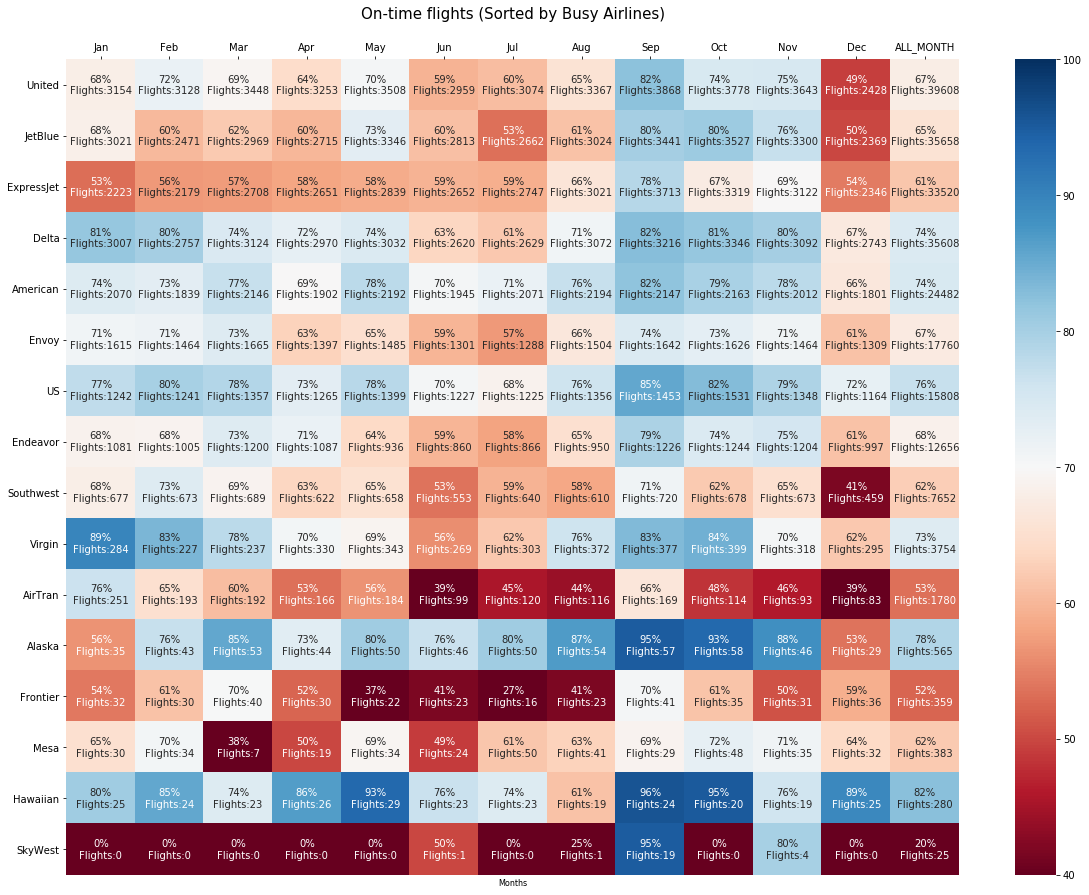 On-time flights (Sorted by Busy Airlines)
Jan Feb Mar Apr May Jun Jul Aug Sep Oct Nov Dec ALL_MONTH
United 68% 72% 69% 64% 70% 59% 60% 65% 82% 74% 75% 49% 67%
Flights:3154 Flights:3128 Flights:3448 Flights:3253 Flights:3508 Flights:2959 Flights:3074 Flights:3367 Flights:3868 Flights:3778 Flights:3643 Flights:2428 Flights:39608
JetBlue 68% 60% 62% 60% 73% 60% 53% 61% 80% 80% 76% 50% 65%
Flights:3021 Flights:2471 Flights:2969 Flights:2715 Flights:3346 Flights:2813 Flights:2662 Flights:3024 Flights:3441 Flights:3527 Flights:3300 Flights:2369 Flights:35658
ExpressJet 53% 56% 57% 58% 58% 59% 59% 66% 78% 67% 69% 54% 61%
Flights:2223 Flights:2179 Flights:2708 Flights:2651 Flights:2839 Flights:2652 Flights:2747 Flights:3021 Flights:3713 Flights:3319 Flights:3122 Flights:2346 Flights:33520
Delta 81% 80% 74% 72% 74% 63% 61% 71% 82% 81% 80% 67% 74%
Flights:3007 Flights:2757 Flights:3124 Flights:2970 Flights:3032 Flights:2620 Flights:2629 Flights:3072 Flights:3216 Flights:3346 Flights:3092 Flights:2743 Flights:35608
American 74% 73% 77% 69% 78% 70% 71% 76% 82% 79% 78% 66% 74%
Flights:2070 Flights:1839 Flights:2146 Flights:1902 Flights:2192 Flights:1945 Flights:2071 Flights:2194 Flights:2147 Flights:2163 Flights:2012 Flights:1801 Flights:24482
Envoy 71% 71% 73% 63% 65% 59% 57% 66% 74% 73% 71% 61% 67%
Flights:1615 Flights:1464 Flights:1665 Flights:1397 Flights:1485 Flights:1301 Flights:1288 Flights:1504 Flights:1642 Flights:1626 Flights:1464 Flights:1309 Flights:17760
US 77% 80% 78% 73% 78% 70% 68% 76% 85% 82% 79% 72% 76%
Flights:1242 Flights:1241 Flights:1357 Flights:1265 Flights:1399 Flights:1227 Flights:1225 Flights:1356 Flights:1453 Flights:1531 Flights:1348 Flights:1164 Flights:15808
Endeavor 68% 68% 73% 71% 64% 59% 58% 65% 79% 74% 75% 61% 68%
Flights:1081 Flights:1005 Flights:1200 Flights:1087 Flights:936 Flights:860 Flights:866 Flights:950 Flights:1226 Flights:1244 Flights:1204 Flights:997 Flights:12656
Southwest 68% 73% 69% 63% 65% 53% 59% 58% 71% 62% 65% 41% 62%
Flights:677 Flights:673 Flights:689 Flights:622 Flights:658 Flights:553 Flights:640 Flights:610 Flights:720 Flights:678 Flights:673 Flights:459 Flights:7652
Virgin 89% 83% 78% 70% 69% 56% 62% 76% 83% 84% 70% 62% 73%
Flights:284 Flights:227 Flights:237 Flights:330 Flights:343 Flights:269 Flights:303 Flights:372 Flights:377 Flights:399 Flights:318 Flights:295 Flights:3754
AirTran 76% 65% 60% 53% 56% 39% 45% 44% 66% 48% 46% 39% 53%
Flights:251 Flights:193 Flights:192 Flights:166 Flights:184 Flights:99 Flights:120 Flights:116 Flights:169 Flights:114 Flights:93 Flights:83 Flights:1780
Alaska 56% 76% 85% 73% 80% 76% 80% 87% 95% 93% 88% 53% 78%
Flights:35 Flights:43 Flights:53 Flights:44 Flights:50 Flights:46 Flights:50 Flights:54 Flights:57 Flights:58 Flights:46 Flights:29 Flights:565
Frontier 54% 61% 70% 52% 37% 41% 27% 41% 70% 61% 50% 59% 52%
Flights:32 Flights:30 Flights:40 Flights:30 Flights:22 Flights:23 Flights:16 Flights:23 Flights:41 Flights:35 Flights:31 Flights:36 Flights:359
Mesa 65% 70% 38% 50% 69% 49% 61% 63% 69% 72% 71% 64% 62%
Flights:30 Flights:34 Flights:7 Flights:19 Flights:34 Flights:24 Flights:50 Flights:41 Flights:29 Flights:48 Flights:35 Flights:32 Flights:383
Hawaiian 80% 85% 74% 86% 93% 76% 74% 61% 96% 95% 76% 89% 82%
Flights:25 Flights:24 Flights:23 Flights:26 Flights:29 Flights:23 Flights:23 Flights:19 Flights:24 Flights:20 Flights:19 Flights:25 Flights:280
SkyWest 0% 0% 0% 0% 0% 50% 0% 25% 95% 0% 80% 0% 20%
Flights:0 Flights:0 Flights:0 Flights:0 Flights:0 Flights:1 Flights:0 Flights:1 Flights:19 Flights:0 Flights:4 Flights:0 Flights:25
Months
100
90
80
70
60
50
40